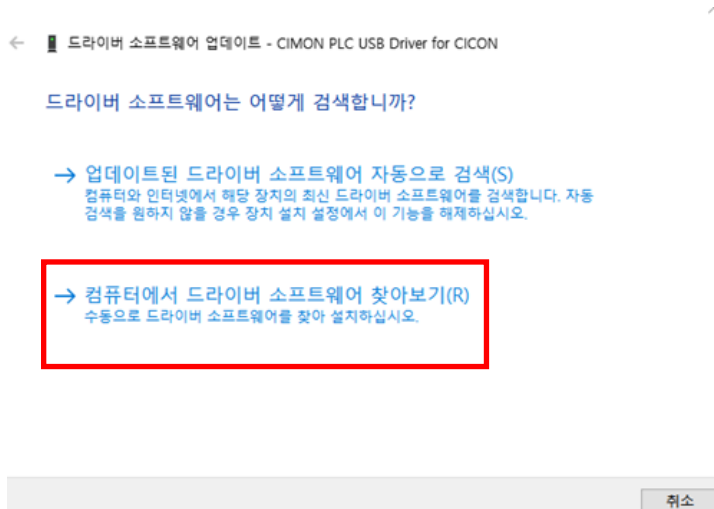 ← 드라이버 소프트웨어 업데이트 - CIMON PLC USB Driver for CICON
드라이버 소프트웨어는 어떻게 검색합니까?
→ 업데이트된 드라이버 소프트웨어 자동으로 검색(S)
컴퓨터와 인터넷에서 해당 장치의 최신 드라이버 소프트웨어를 검색합니다. 자동
검색을 원하지 않을 경우 장치 설치 설정에서 이 기능을 해제하십시오.
→ 컴퓨터에서 드라이버 소프트웨어 찾아보기(R)
수동으로 드라이버 소프트웨어를 찾아 설치하십시오.
취소